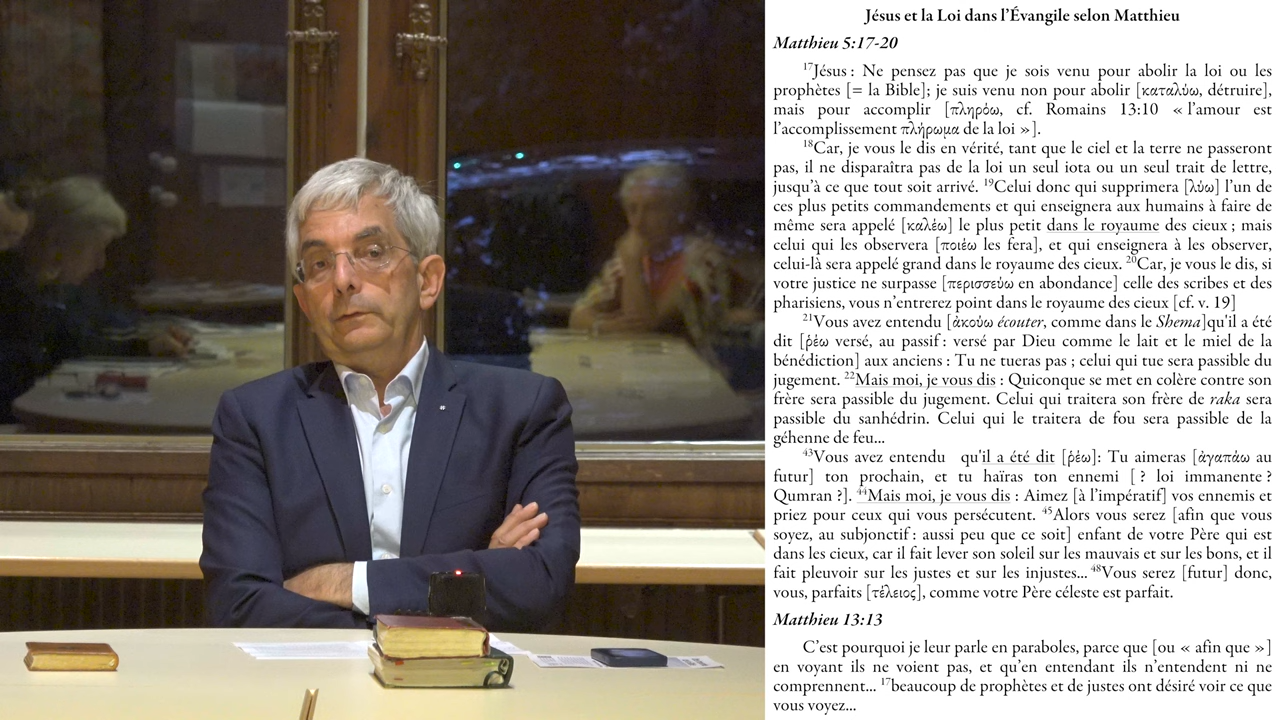 Jésus et la Loi dans l’Évangile selon Matthieu
Matthieu 5:17-20
¹⁷Jésus : Ne pensez pas que je sois venu pour abolir la loi ou les
prophètes [= la Bible]; je suis venu non pour abolir [καταλύω, détruire],
mais pour accomplir [πληρόω, cf. Romains 13:10 « l’amour est
l’accomplissement πλήρωμα de la loi »].
¹⁸Car, je vous le dis en vérité, tant que le ciel et la terre ne passeront
pas, il ne disparaîtra pas de la loi un seul iota ou un seul trait de lettre,
jusqu’à ce que tout soit arrivé. ¹⁹Celui donc qui supprimera [λύω] l’un de
ces plus petits commandements et qui enseignera aux humains à faire de
même sera appelé [καλέω] le plus petit dans le royaume des cieux ; mais
celui qui les observera [ποιέω les fera], et qui enseignera à les observer,
celui-là sera appelé grand dans le royaume des cieux. ²⁰Car, je vous le dis, si
votre justice ne surpasse [περισσεύω en abondance] celle des scribes et des
pharisiens, vous n’entrerez point dans le royaume des cieux [cf. v. 19]
²¹Vous avez entendu [ἀκούω écouter, comme dans le Shema]qu’il a été
dit [ῥέω versé, au passif : versé par Dieu comme le lait et le miel de la
bénédiction] aux anciens : Tu ne tueras pas ; celui qui tue sera passible du
jugement. ²²Mais moi, je vous dis : Quiconque se met en colère contre son
frère sera passible du jugement. Celui qui traitera son frère de raka sera
passible du sanhédrin. Celui qui le traitera de fou sera passible de la
géhenne de feu...
⁴³Vous avez entendu qu'il a été dit [ῥέω]: Tu aimeras [ἀγαπάω au
futur] ton prochain, et tu haïras ton ennemi [ ? loi immanente ?
Qumran ?]. ⁴⁴Mais moi, je vous dis : Aimez [à l’impératif] vos ennemis et
priez pour ceux qui vous persécutent. ⁴⁵Alors vous serez [afin que vous
soyez, au subjonctif : aussi peu que ce soit] enfant de votre Père qui est
dans les cieux, car il fait lever son soleil sur les mauvais et sur les bons, et il
fait pleuvoir sur les justes et sur les injustes... ⁴⁸Vous serez [futur] donc,
vous, parfaits [τέλειος], comme votre Père céleste est parfait.
Matthieu 13:13
C’est pourquoi je leur parle en paraboles, parce que [ou « afin que »]
en voyant ils ne voient pas, et qu’en entendant ils n’entendent ni ne
comprennent... ¹⁷beaucoup de prophètes et de justes ont désiré voir ce que
vous voyez...